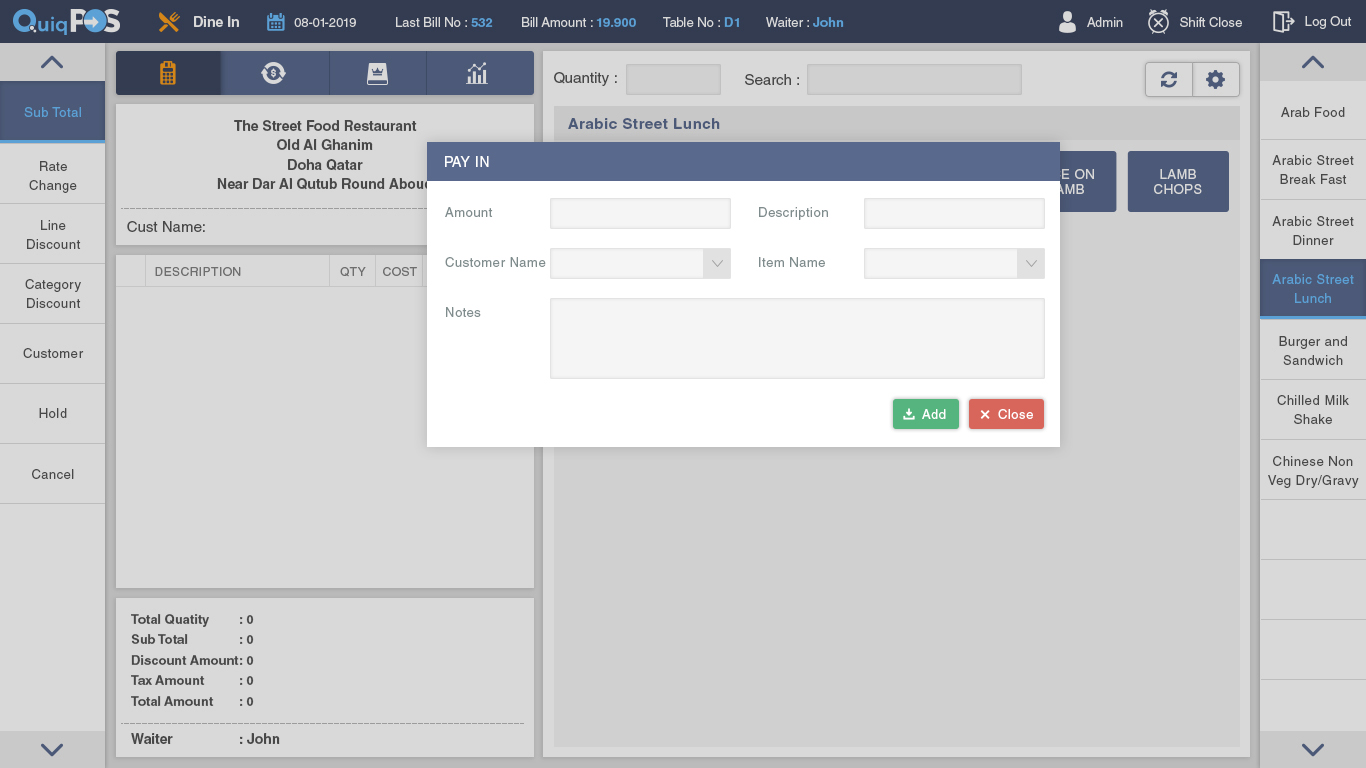 QuiqPOS
Dine In
08-01-2019
Last Bill No : 532
Bill Amount : 19.900
Table No : D1
Waiter : John
Admin
Shift Close
Log Out
Sub Total
Rate
Change
Line
Discount
Category
Discount
Customer
Hold
Cancel
The Street Food Restaurant
Old Al Ghanim
Doha Qatar
Near Dar Al Qutub Round
Cust Name:
DESCRIPTION
QTY
COST
Total Quatity : 0
Sub Total : 0
Discount Amount: 0
Tax Amount : 0
Total Amount : 0
Waiter : John
Quantity :
Search :
Arabic Street Lunch
ON
LAMB
CHOPS
PAY IN
Amount
Description
Customer Name
Item Name
Notes
Add
Close
Arab Food
Arabic Street
Break Fast
Arabic Street
Dinner
Arabic Street
Lunch
Burger and
Sandwich
Chilled Milk
Shake
Chinese Non
Veg Dry/Gravy